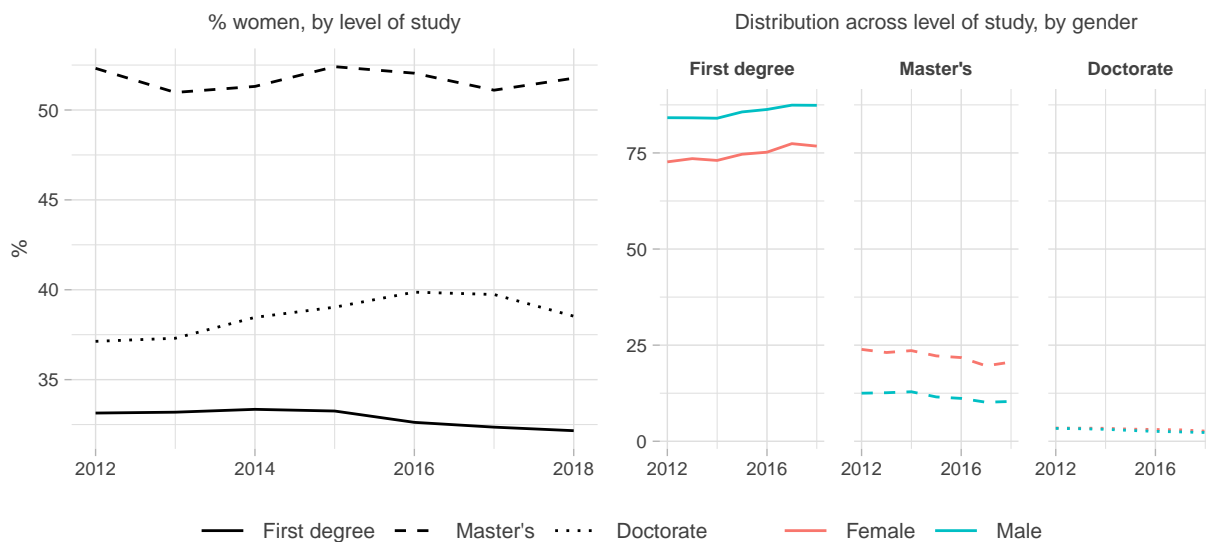 % women, by level of study
%
50
45
40
35
2012 2014 2016 2018
Distribution across level of study, by gender
First degree Master's Doctorate
75
50
25
0
2012 2016 2012 2016 2012 2016
First degree Master's Doctorate Female Male